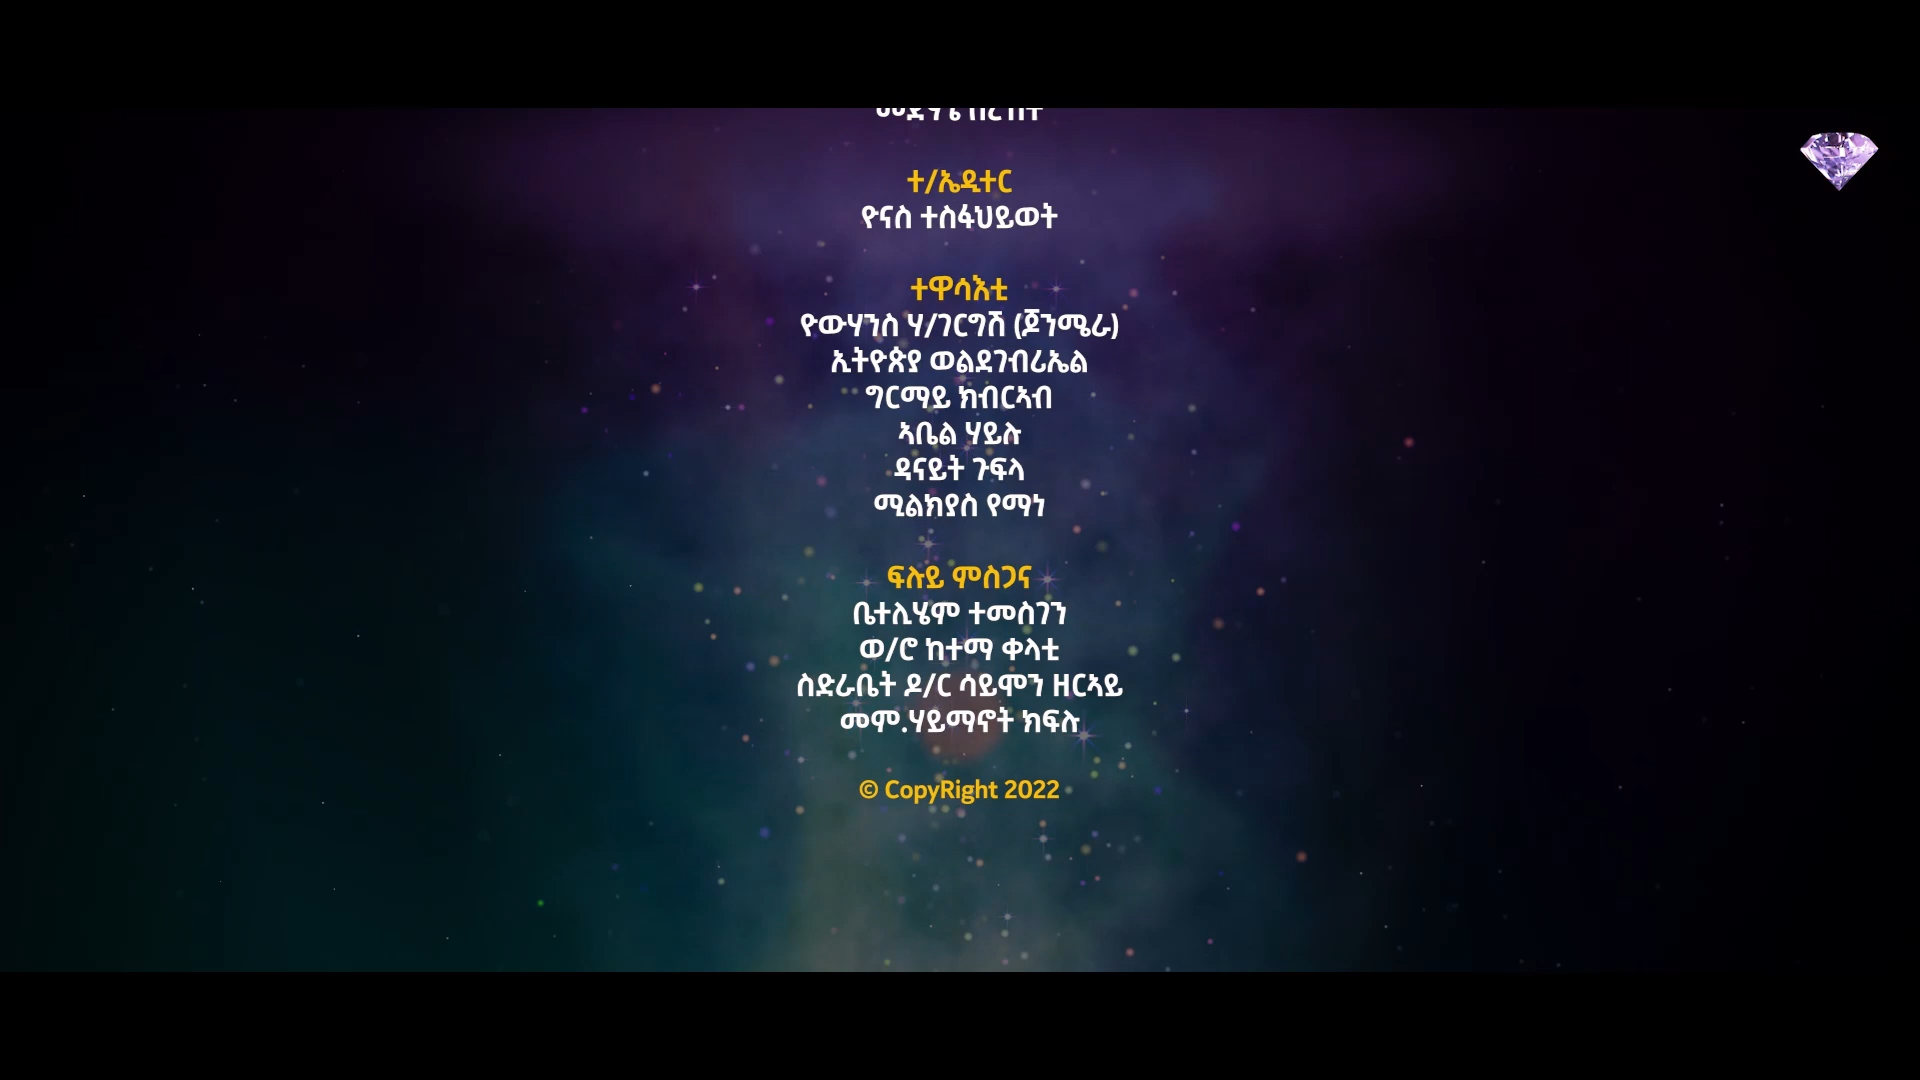 ተ/ኤዲተር
ዮናስ ተስፋህይወት
ተዋሳእቲ
ዮውሃንስ ሃ/ገርግሽ (ጆንሜራ)
ኢትዮጵያ ወልደገብሪኤል
ግርማይ ክብርኣብ
ኣቤል ሃይሉ
ዳናይት ጉፍላ
ሚልክያስ የማነ
ፍሉይ ምስጋና
ቤተሊሄም ተመስገን
ወ/ሮ ከተማ ቀላቲ
ስድራቤት ዶ/ር ሳይሞን ዘርኣይ
መም.ሃይማኖት ክፍሉ
© CopyRight 2022